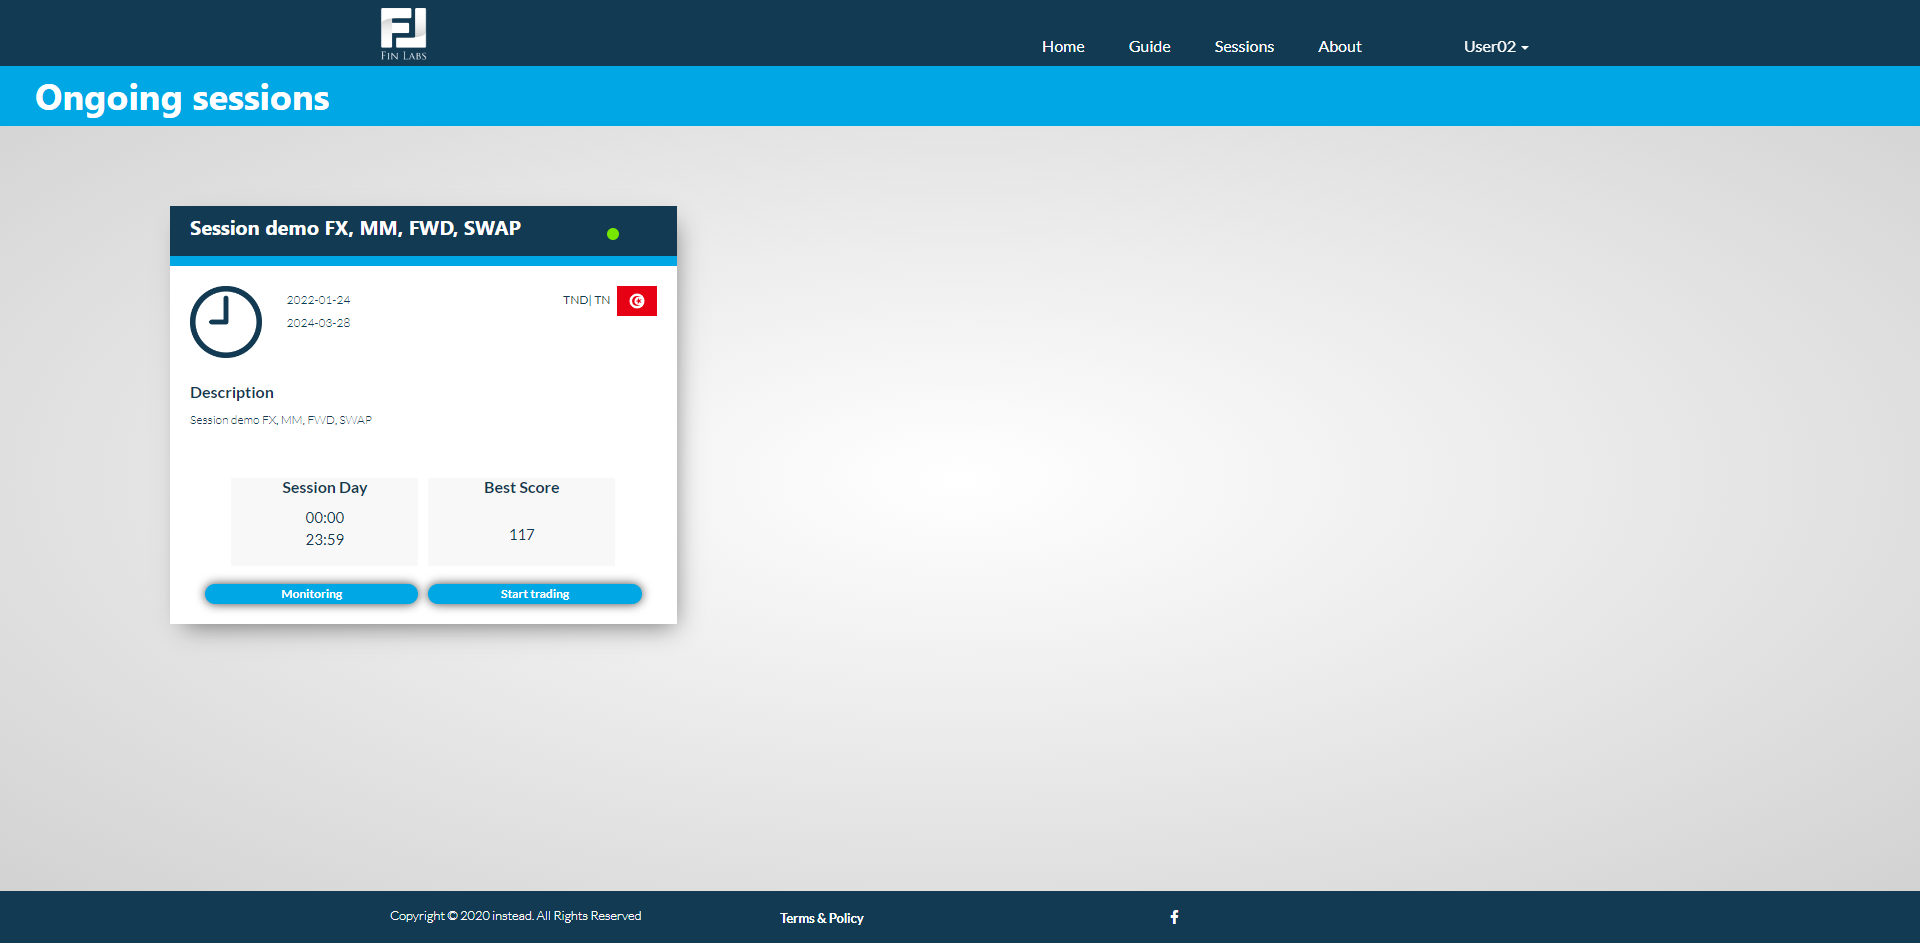 FIN LABS
Home Guide Sessions About User02
Ongoing sessions
Session demo FX, MM, FWD, SWAP
2022-01-24
TND| TN
2024-03-28
Description
Session demo FX, MM, FWD, SWAP
Session Day
00:00
23:59
Best Score
117
Monitoring
Start trading
Copyright © 2020 instead. All Rights Reserved
Terms & Policy